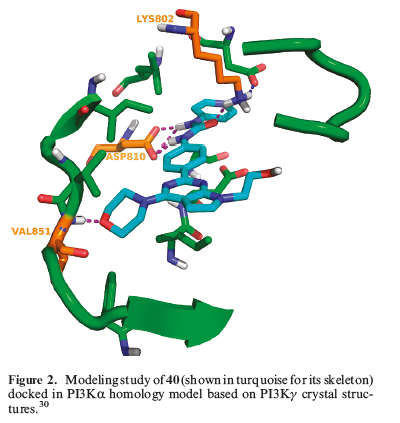 LYS802
ASP810
VAL851
Figure 2. Modeling study of 40 (shown in turquoise for its skeleton)
docked in PI3Kα homology model based on PI3Kγ crystal struc-
tures.30